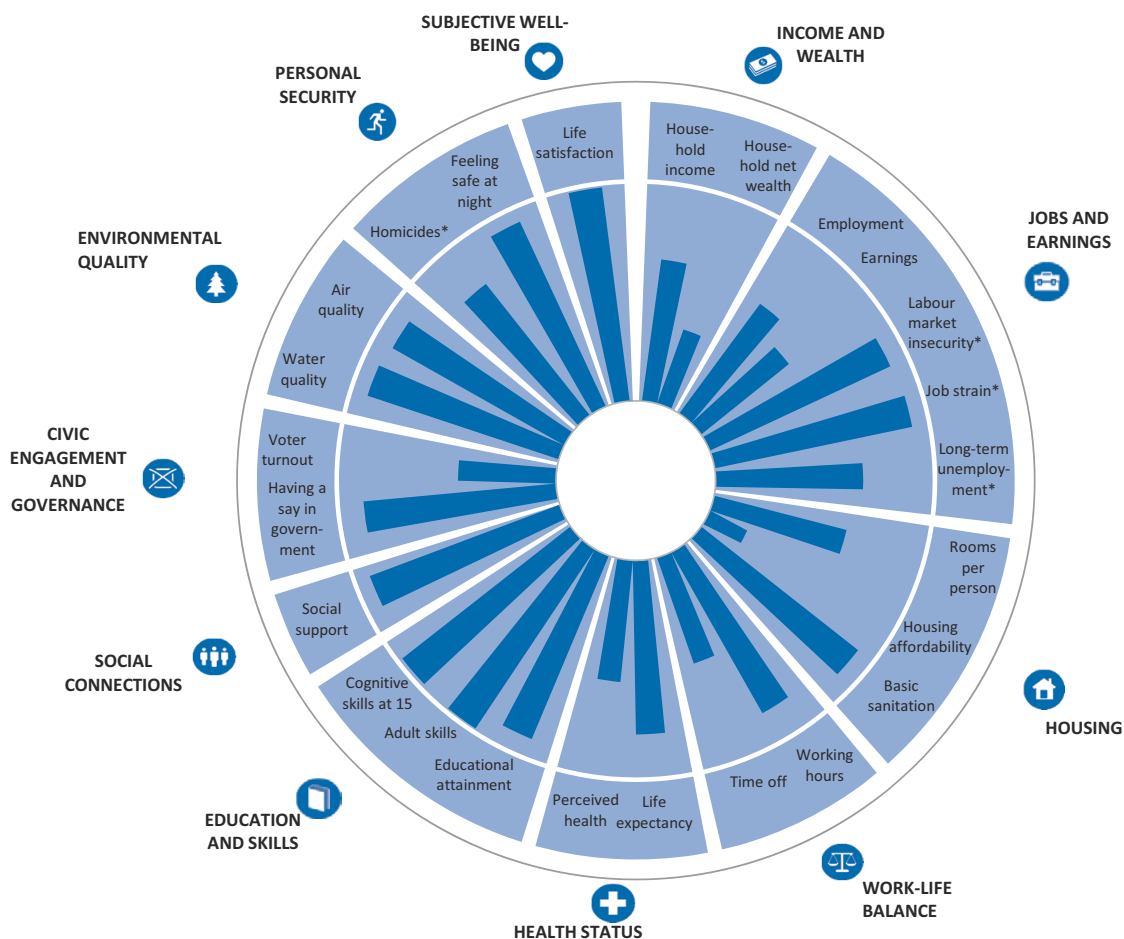 SUBJECTIVE WELL-
BEING
INCOME AND
WEALTH
PERSONAL
SECURITY
Life
satisfaction
House-
hold
income
House-
hold net
wealth
Feeling
safe at
night
Homicides*
Employment
Earnings
JOBS AND
EARNINGS
ENVIRONMENTAL
QUALITY
Air
quality
Water
quality
Labour
market
insecurity*
Job strain*
Long-term
unemploy-
ment*
CIVIC
ENGAGEMENT
AND
GOVERNANCE
Voter
turnout
Having a
say in
govern-
ment
Rooms
per
person
Housing
affordability
Basic
sanitation
HOUSING
SOCIAL
CONNECTIONS
Social
support
Cognitive
skills at 15
Adult skills
Educational
attainment
EDUCATION
AND SKILLS
Perceived
health
Life
expectancy
Time off
Working
hours
HEALTH STATUS
WORK-LIFE
BALANCE